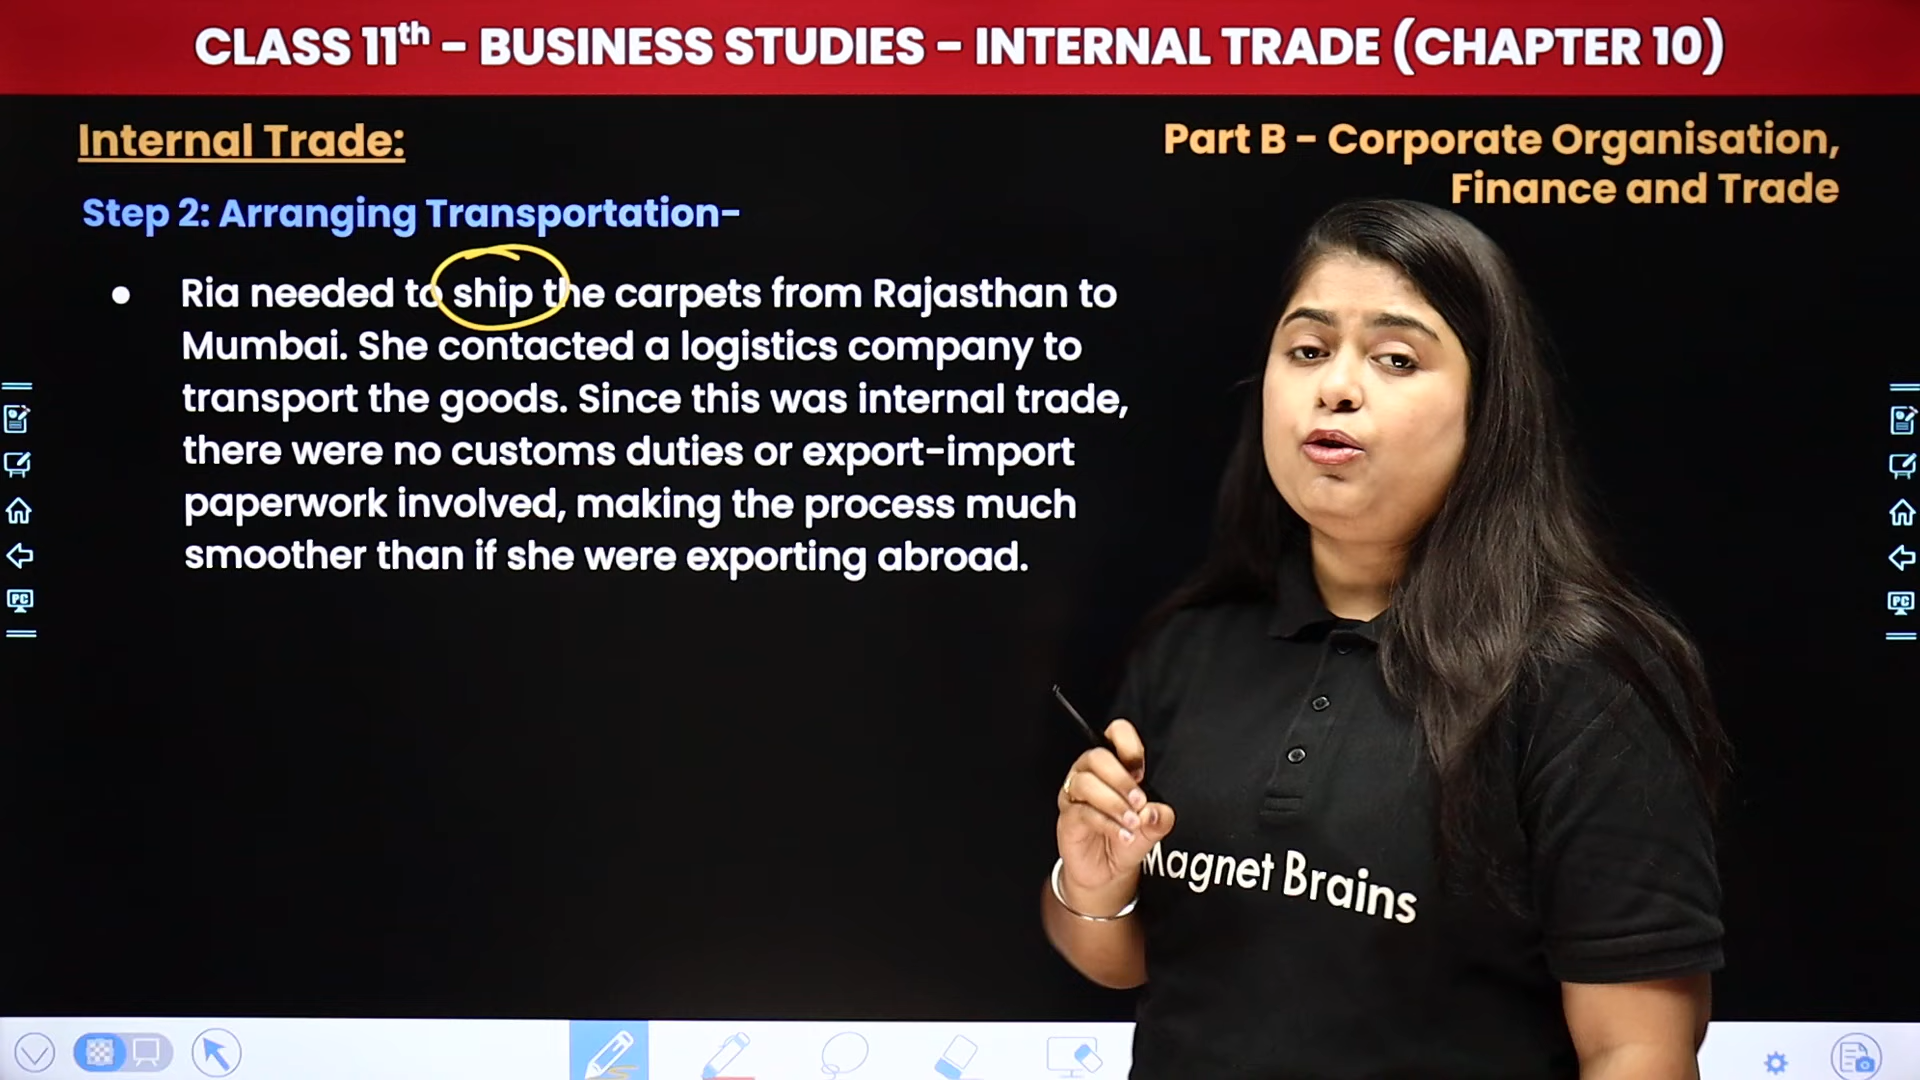 CLASS 11th – BUSINESS STUDIES – INTERNAL TRADE (CHAPTER 10)
Internal Trade:
Part B – Corporate Organisation,
Finance and Trade
Step 2: Arranging Transportation–
● Ria needed to ship the carpets from Rajasthan to
Mumbai. She contacted a logistics company to
transport the goods. Since this was internal trade,
there were no customs duties or export-import
paperwork involved, making the process much
smoother than if she were exporting abroad.
PC
PC
Magnet Brains